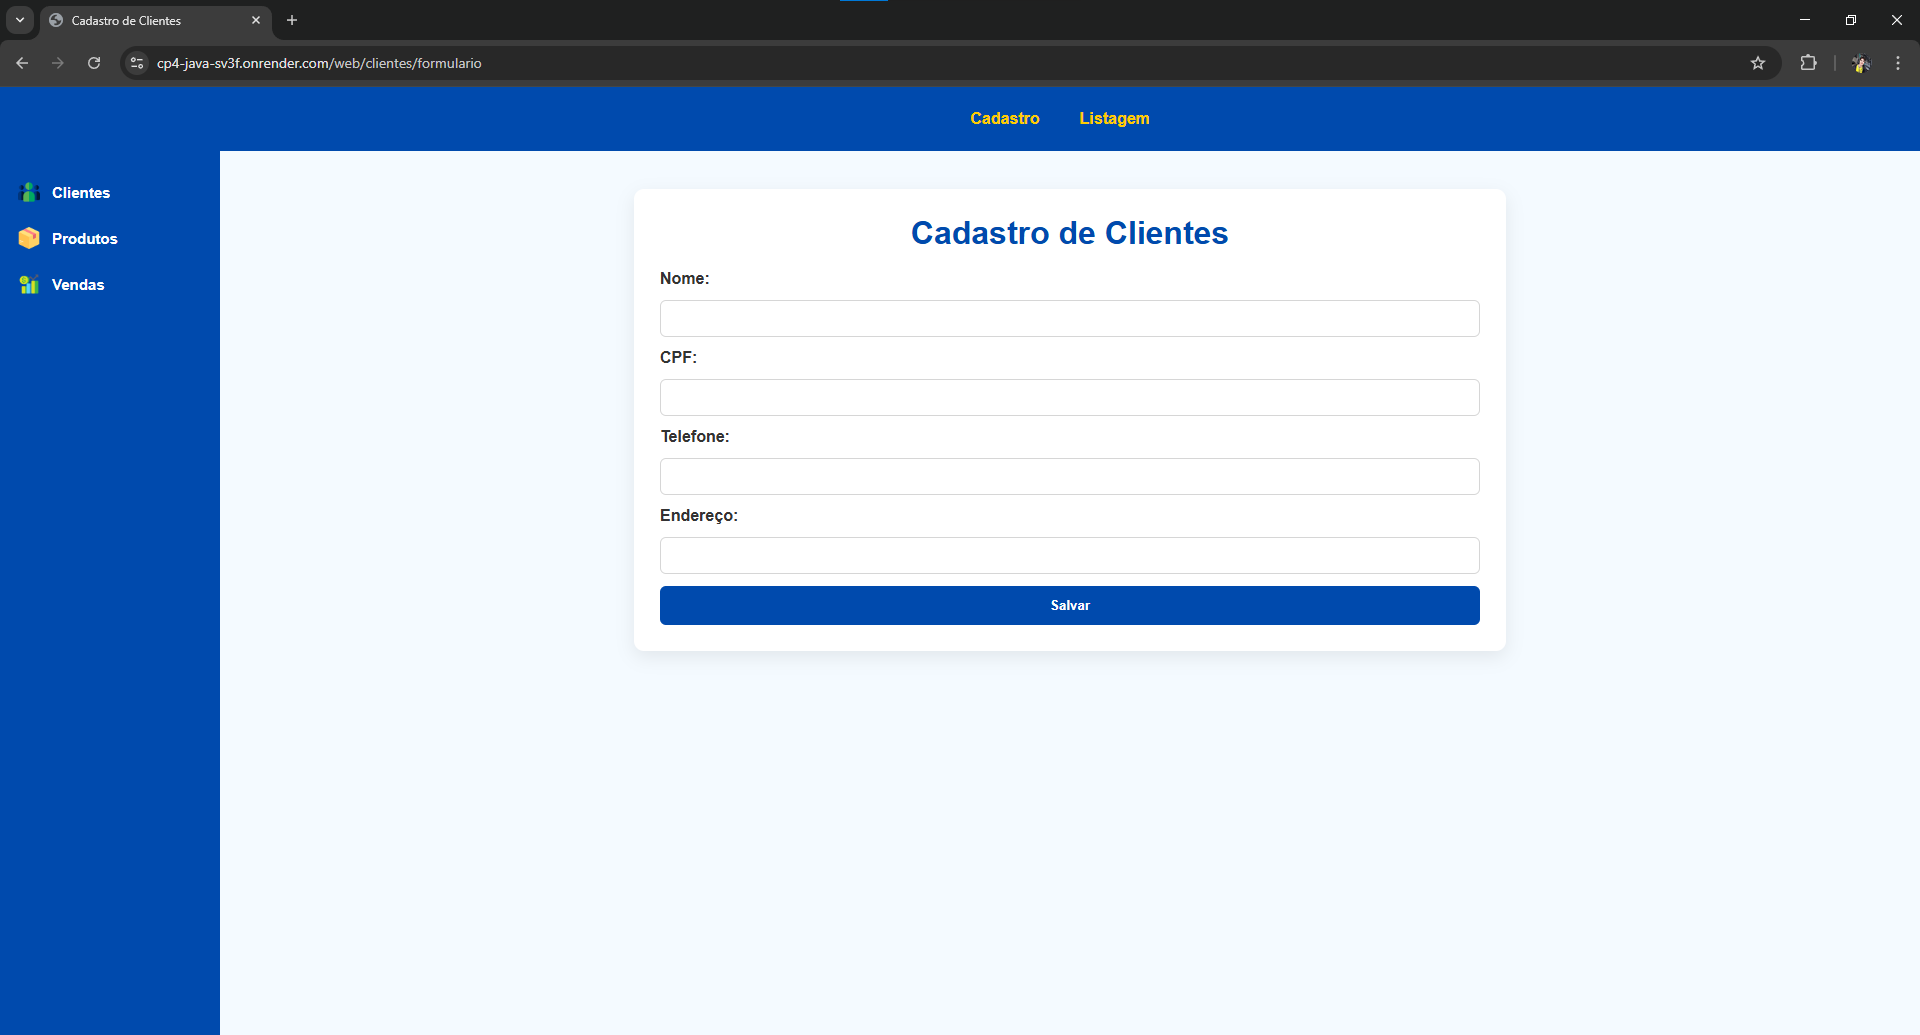 Cadastro de Clientes
cp4-java-sv3f.onrender.com/web/clientes/formulario
Cadastro Listagem
Clientes
Produtos
Vendas
Cadastro de Clientes
Nome:
CPF:
Telefone:
Endereço:
Salvar